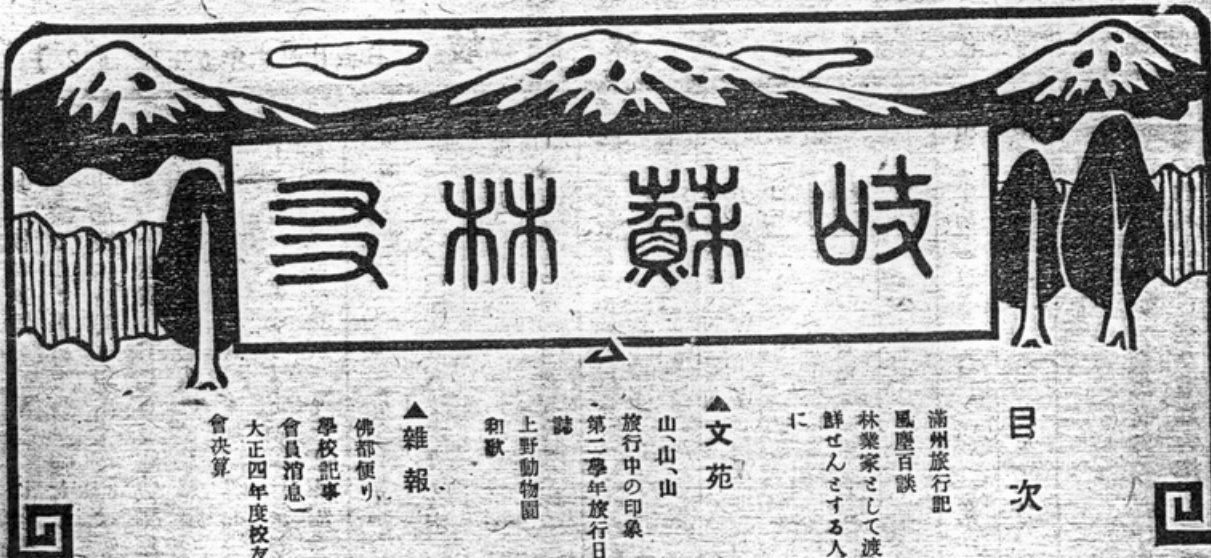 岐蘇林友
目次
滿州旅行記
風塵百談
林業家として渡
鮮せんとする人
に
▲文苑
山、山、山
旅行中の印象
第二學年旅行日
誌
上野動物園
和歌
▲雜報
佛都便り
學校記事
會員消息一
大正四年度校友
會決算